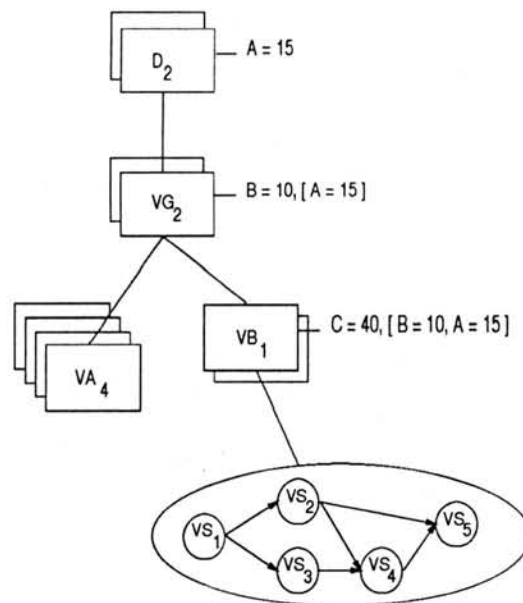 D2
A = 15
VG2
B = 10, [ A = 15 ]
VA4
VB1
C = 40, [ B = 10, A = 15 ]
VS1
VS2
VS3
VS4
VS5